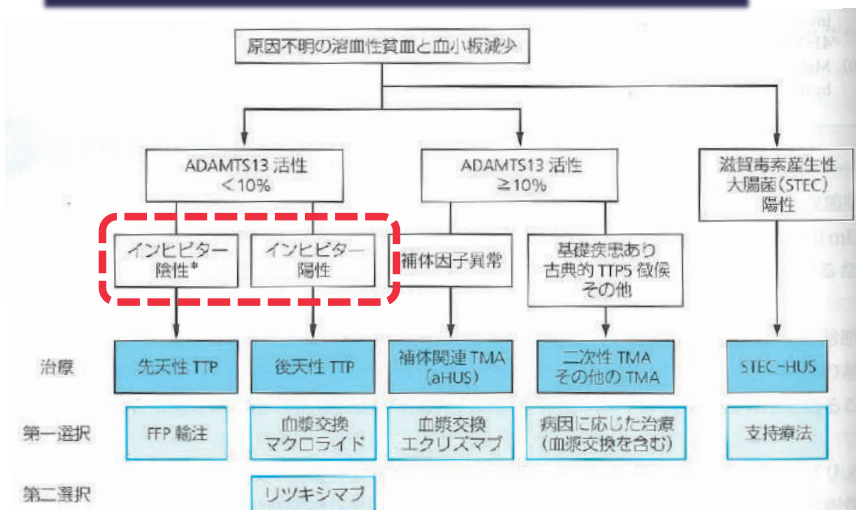 原因不明の溶血性貧血と血小板減少
ADAMTS13 活性
<10%
ADAMTS13 活性
≧10%
滋賀毒素産生性
大腸菌(STEC)
陽性
インヒビター
陰性*
インヒビター
陽性
補体因子異常
基礎疾患あり
古典的 TTP5 徴候
その他
治療
先天性 TTP
後天性 TTP
補体関連 TMA
(aHUS)
二次性 TMA
その他の TMA
STEC-HUS
第一選択
FFP 輸注
血漿交換
マクロライド
血漿交換
エクリズマブ
病因に応じた治療
(血漿交換を含む)
支持療法
第二選択
リツキシマブ